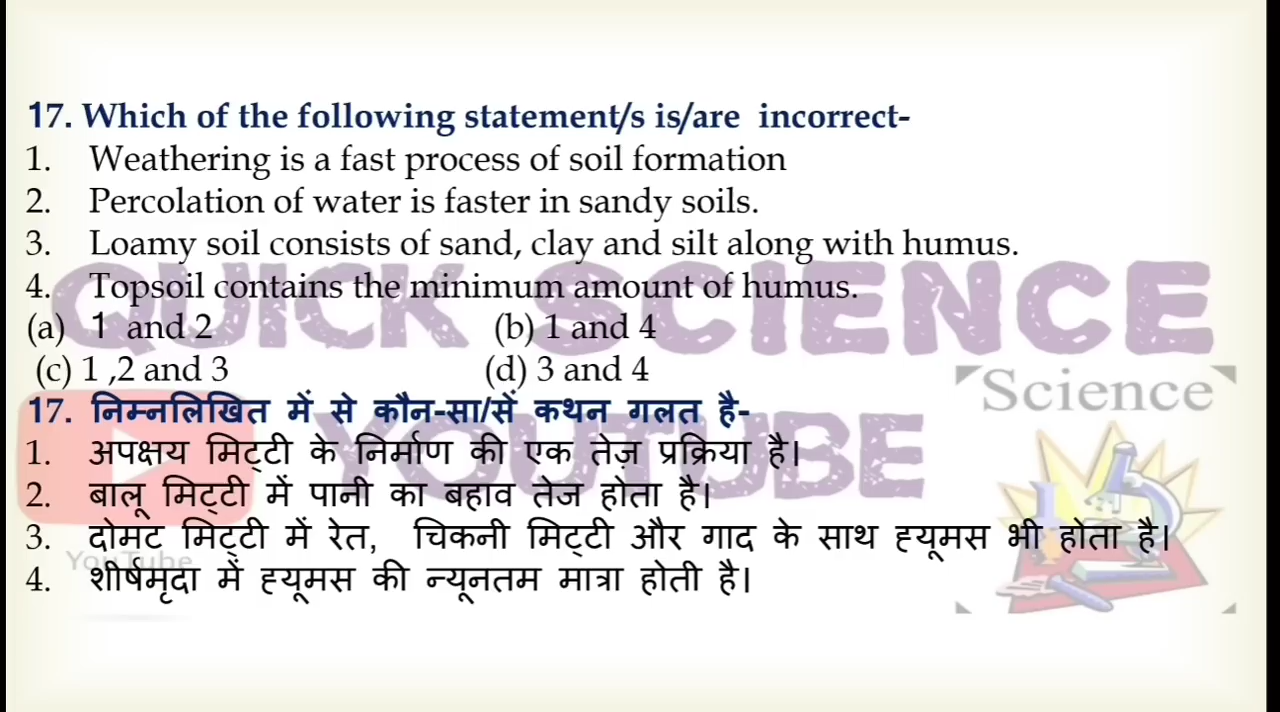 17. Which of the following statement/s is/are incorrect-
1. Weathering is a fast process of soil formation
2. Percolation of water is faster in sandy soils.
3. Loamy soil consists of sand, clay and silt along with humus.
4. Topsoil contains the minimum amount of humus.
(a) 1 and 2 (b) 1 and 4
(c) 1 ,2 and 3 (d) 3 and 4
17. निम्नलिखित में से कौन-सा/सें कथन गलत है-
1. अपक्षय मिट्टी के निर्माण की एक तेज़ प्रक्रिया है।
2. बालू मिट्टी में पानी का बहाव तेज होता है।
3. दोमट मिट्टी में रेत, चिकनी मिट्टी और गाद के साथ ह्यूमस भी होता है।
4. शीर्षमृदा में ह्यूमस की न्यूनतम मात्रा होती है।
QUICK SCIENCE
YOUTUBE
Science
YouTube